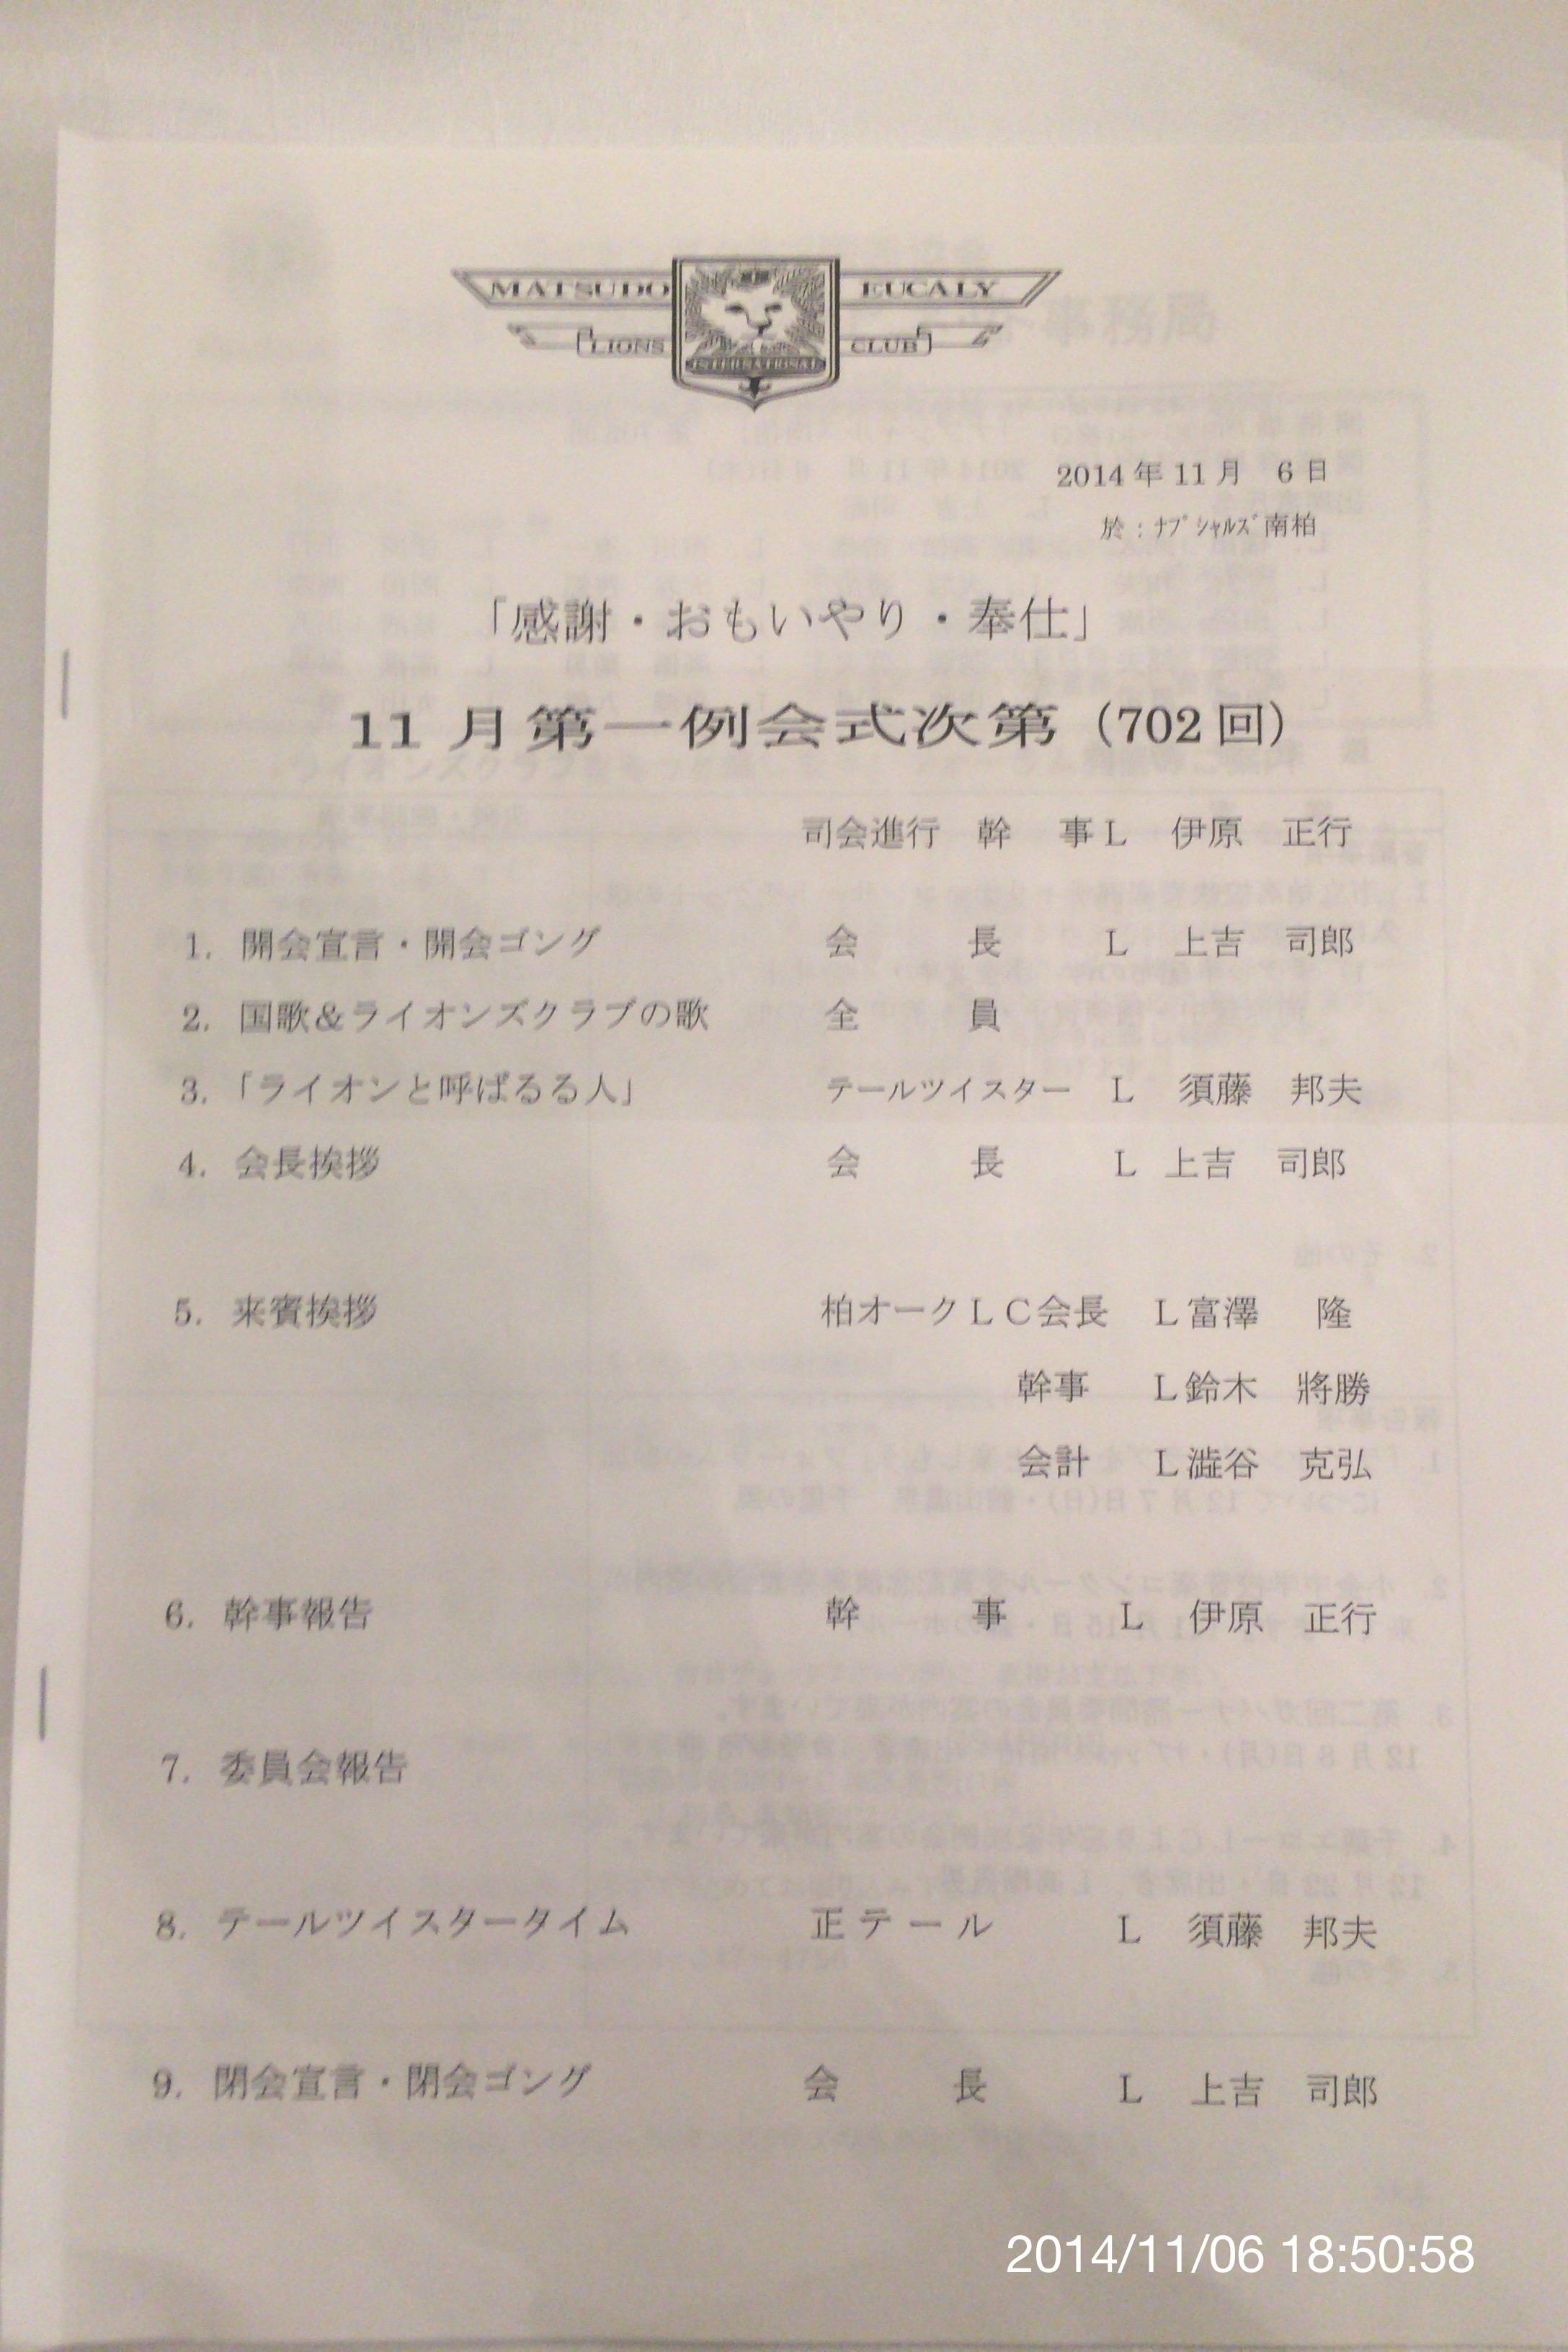 MATSUDO EUCALY
LIONS CLUB
INTERNATIONAL
2014年11月 6日
於:ﾅﾌﾟｼｬﾙｽﾞ南柏
「感謝・おもいやり・奉仕」
11月第一例会式次第（702回）
司会進行 幹 事L 伊原 正行
1. 開会宣言・開会ゴング 会 長 L 上吉 司郎
2. 国歌＆ライオンズクラブの歌 全 員
3.「ライオンと呼ばるる人」 テールツイスター L 須藤 邦夫
4. 会長挨拶 会 長 L 上吉 司郎
5. 来賓挨拶 柏オークＬＣ会長 L富澤 隆
幹事 L鈴木 將勝
会計 L澁谷 克弘
6. 幹事報告 幹 事 L 伊原 正行
7. 委員会報告
8. テールツイスタータイム 正テール L 須藤 邦夫
9. 閉会宣言・閉会ゴング 会 長 L 上吉 司郎
2014/11/06 18:50:58